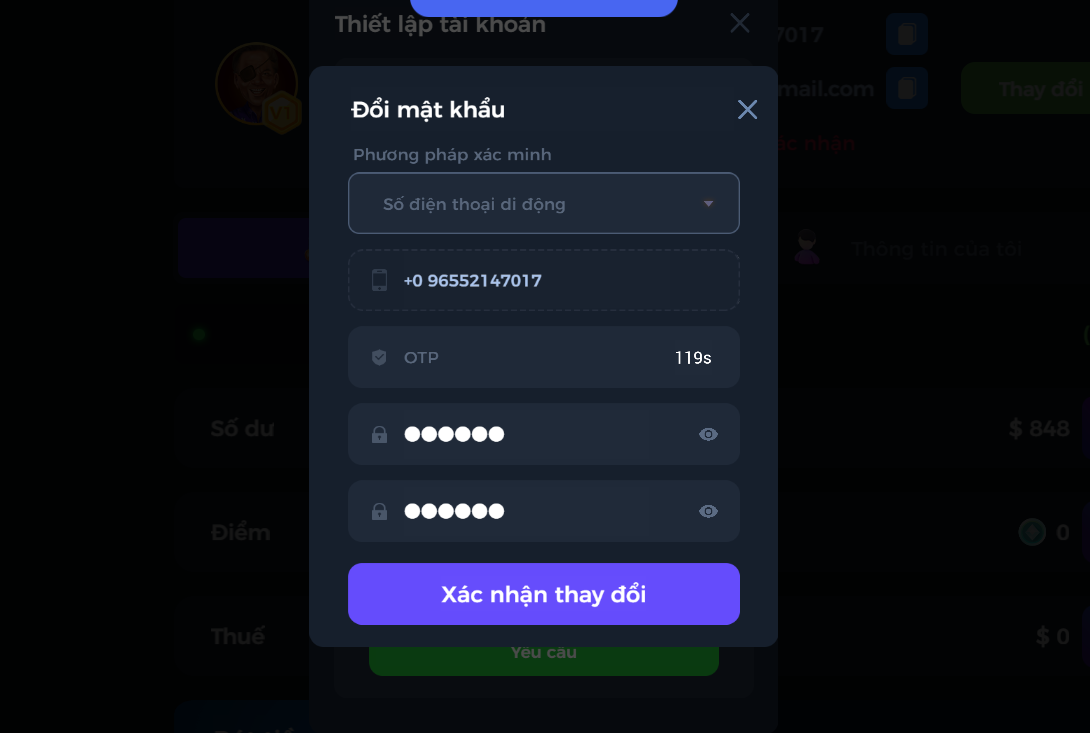 Thiết lập tài khoản
7017
mail.com
Thay đổi
ác nhận
V1
Đổi mật khẩu
Phương pháp xác minh
Số điện thoại di động
+0 96552147017
OTP
119s
Xác nhận thay đổi
Yêu cầu
Thông tin của tôi
Số dư
$ 848
Điểm
0
Thuế
$ 0